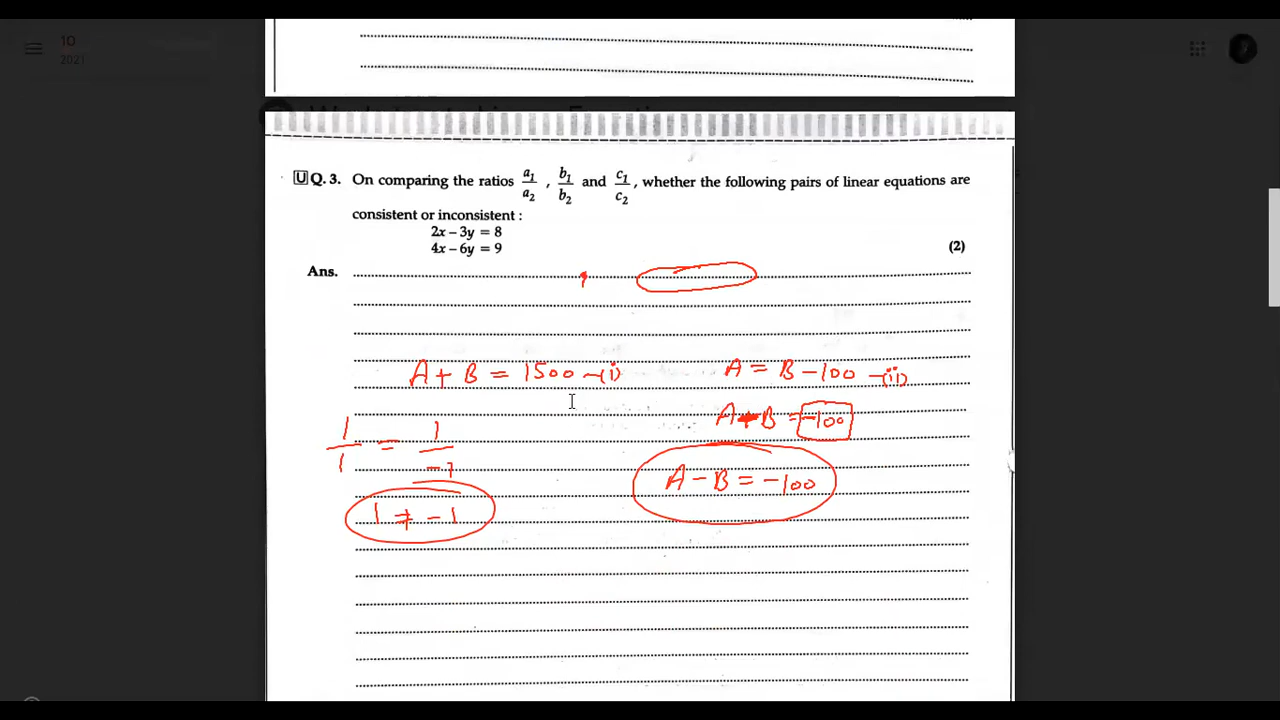 10
2021
U Q. 3. On comparing the ratios a1/a2 , b1/b2 and c1/c2, whether the following pairs of linear equations are
consistent or inconsistent :
2x – 3y = 8
4x – 6y = 9
(2)
Ans.
A + B = 1500 –(i)
A = B – 100 –(ii)
A – B = –100
1/1 = 1/–1
A – B = –100
1 ≠ –1